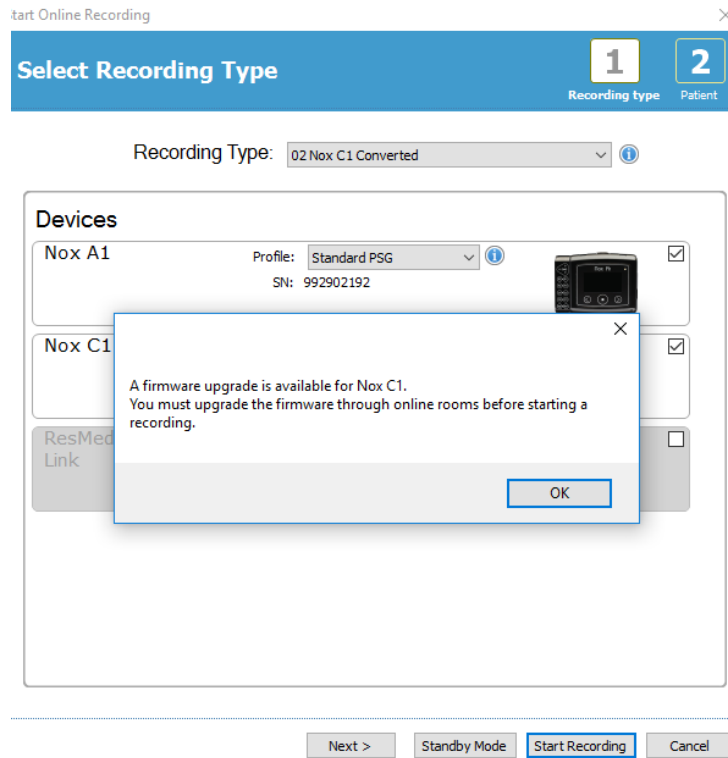 tart Online Recording
Select Recording Type
1
Recording type
2
Patient
Recording Type: 02 Nox C1 Converted
Devices
Nox A1
Profile: Standard PSG
SN: 992902192
Nox C1
A firmware upgrade is available for Nox C1.
You must upgrade the firmware through online rooms before starting a
recording.
OK
ResMed
Link
Next >
Standby Mode
Start Recording
Cancel